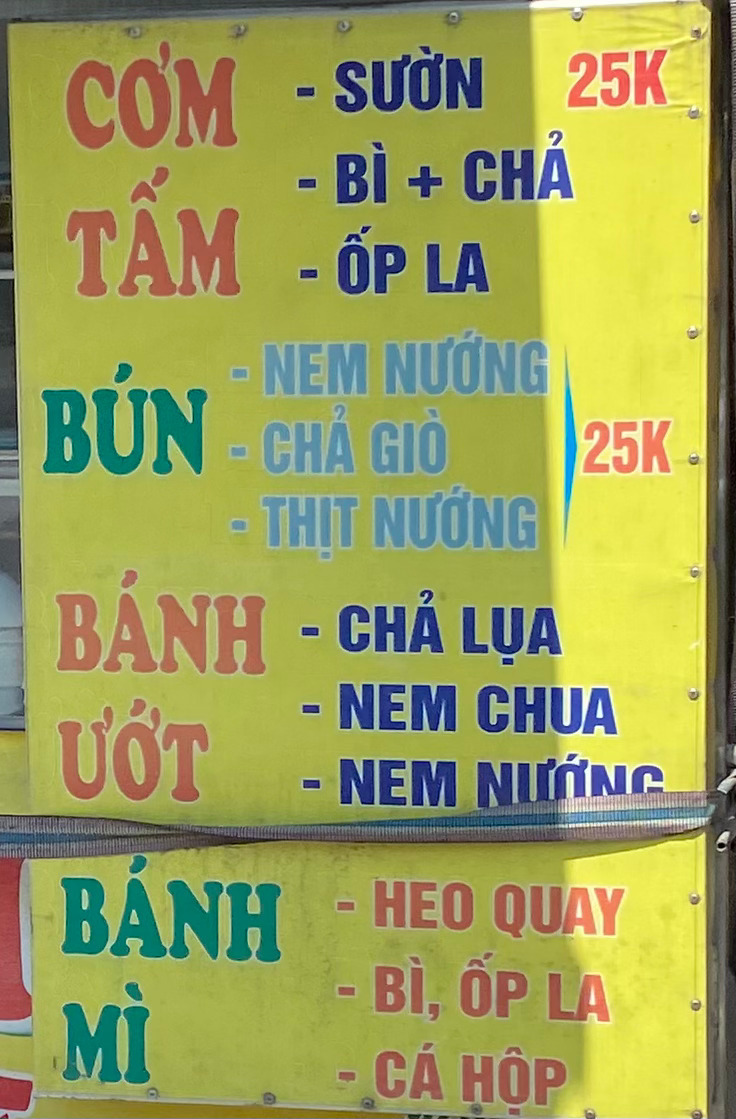 CƠM TẤM
- SƯỜN 25K
- BÌ + CHẢ
- ỐP LA
BÚN
- NEM NƯỚNG
- CHẢ GIÒ 25K
- THỊT NƯỚNG
BÁNH ƯỚT
- CHẢ LỤA
- NEM CHUA
- NEM NƯỚNG
BÁNH MÌ
- HEO QUAY
- BÌ, ỐP LA
- CÁ HỘP